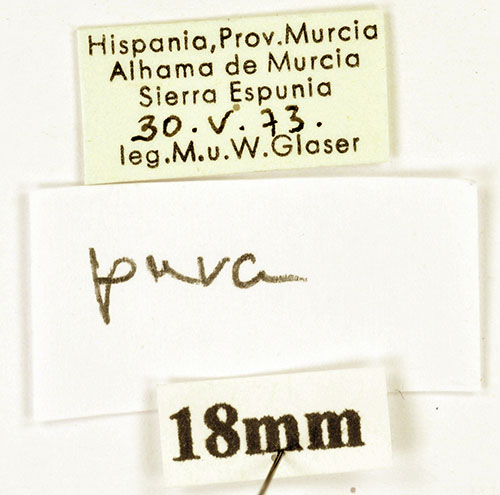 Hispania, Prov. Murcia
Alhama de Murcia
Sierra Espunia
30. V. 73.
leg. M. u. W. Glaser
pura
18mm